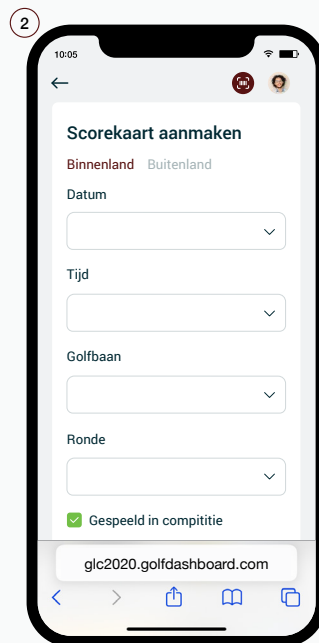 2
10:05
Scorekaart aanmaken
Binnenland Buitenland
Datum
Tijd
Golfbaan
Ronde
Gespeeld in compititie
glc2020.golfdashboard.com